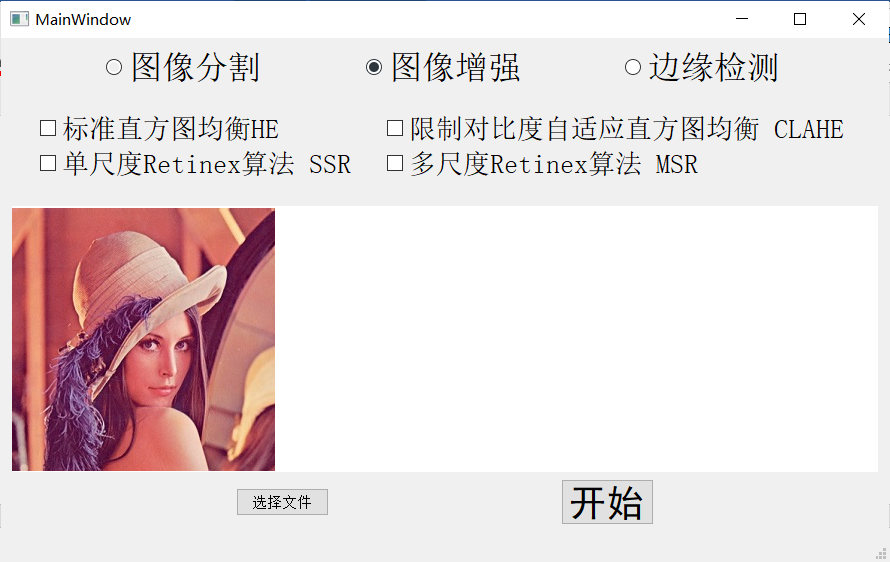 MainWindow
图像分割 图像增强 边缘检测
标准直方图均衡HE 限制对比度自适应直方图均衡 CLAHE
单尺度Retinex算法 SSR 多尺度Retinex算法 MSR
选择文件 开始